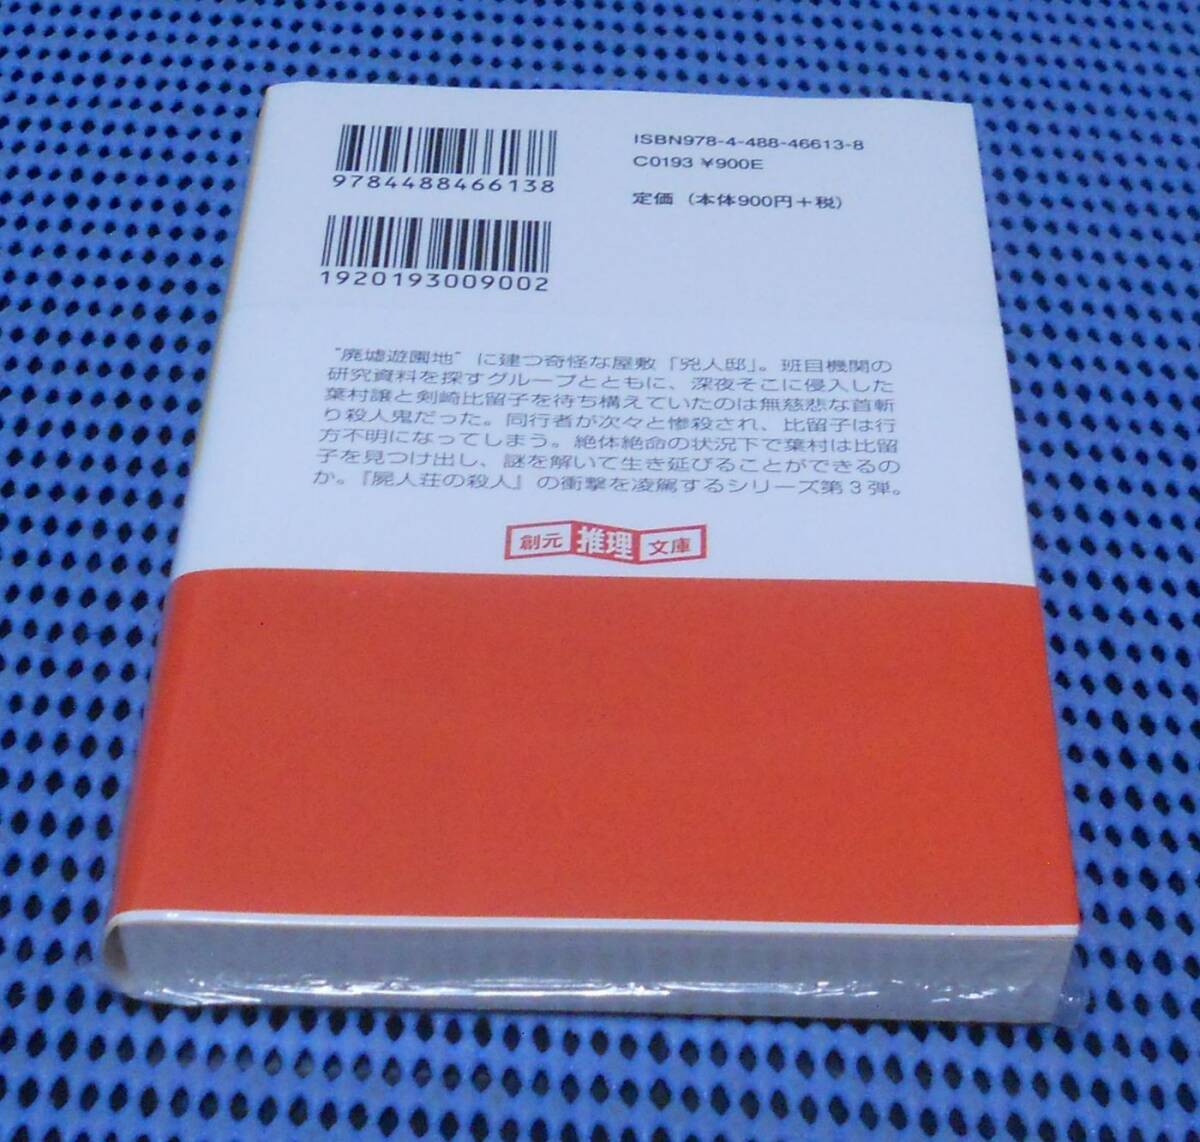 9784488466138
1920193009002
ISBN978-4-488-46613-8
C0193 ¥900E
定価（本体900円＋税）
“廃墟遊園地”に建つ奇怪な屋敷「兇人邸」。班目機関の
研究資料を探すグループとともに、深夜そこに侵入した
葉村譲と剣崎比留子を待ち構えていたのは無慈悲な首斬
り殺人鬼だった。同行者が次々と惨殺され、比留子は行
方不明になってしまう。絶体絶命の状況下で葉村は比留
子を見つけ出し、謎を解いて生き延びることができるの
か。『屍人荘の殺人』の衝撃を凌駕するシリーズ第３弾。
創元推理文庫